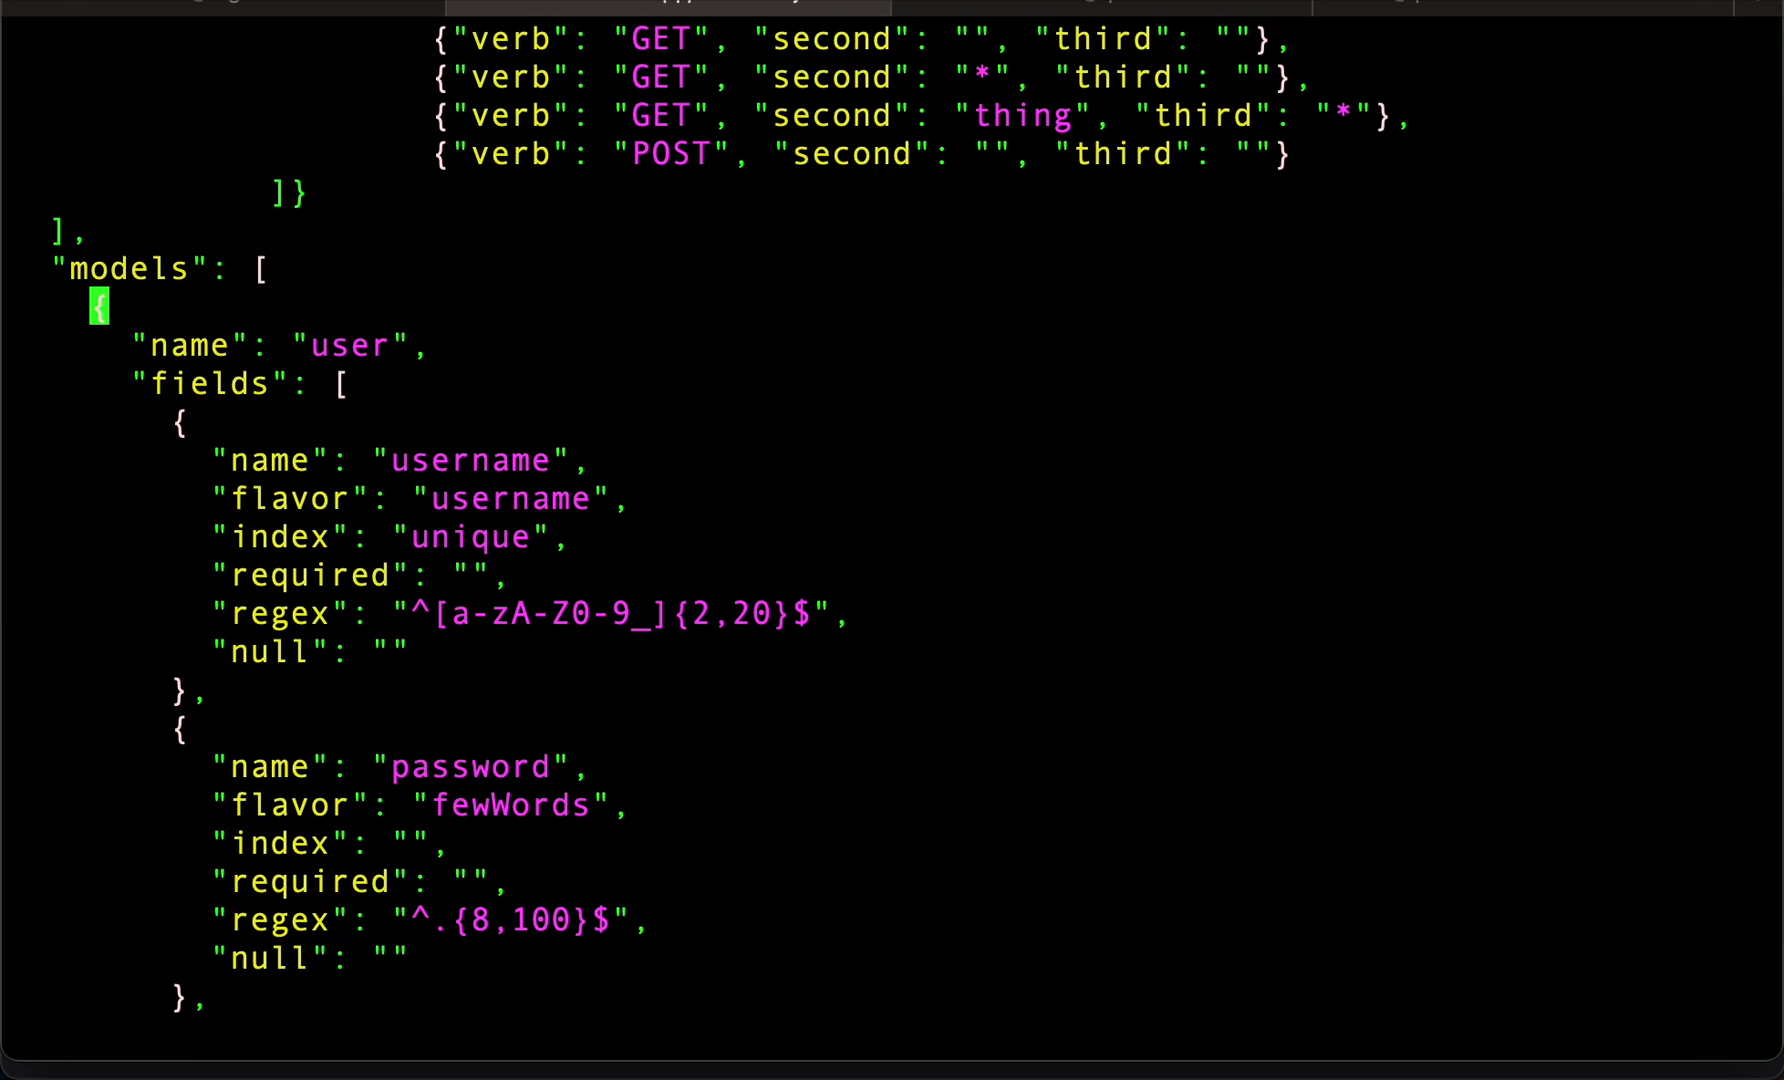 {"verb": "GET", "second": "", "third": ""},
{"verb": "GET", "second": "*", "third": ""},
{"verb": "GET", "second": "thing", "third": "*"},
{"verb": "POST", "second": "", "third": ""}
]}
],
"models": [
{
"name": "user",
"fields": [
{
"name": "username",
"flavor": "username",
"index": "unique",
"required": "",
"regex": "^[a-zA-Z0-9_]{2,20}$",
"null": ""
},
{
"name": "password",
"flavor": "fewWords",
"index": "",
"required": "",
"regex": "^.{8,100}$",
"null": ""
},